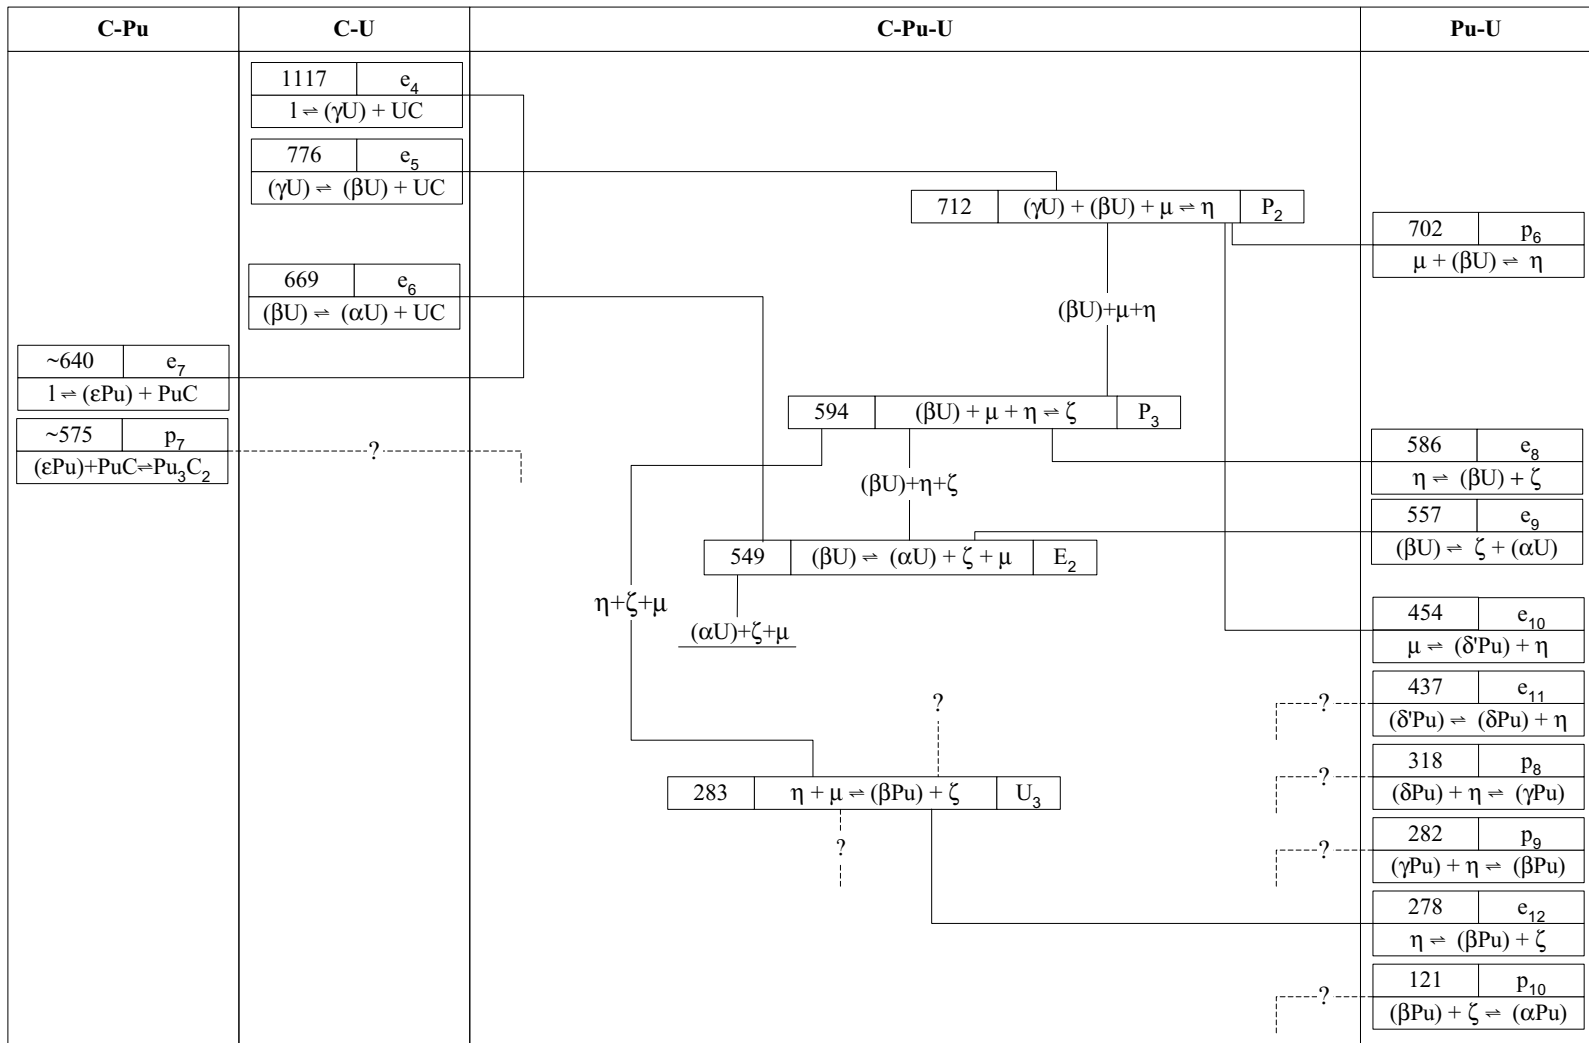 C-Pu
C-U
C-Pu-U
Pu-U
1117 e4
l ⇌ (γU) + UC
776 e5
(γU) ⇌ (βU) + UC
712 (γU) + (βU) + μ ⇌ η P2
702 p6
μ + (βU) ⇌ η
669 e6
(βU) ⇌ (αU) + UC
(βU)+μ+η
~640 e7
l ⇌ (εPu) + PuC
594 (βU) + μ + η ⇌ ζ P3
~575 p7
(εPu)+PuC⇌Pu3C2
?
586 e8
η ⇌ (βU) + ζ
(βU)+η+ζ
557 e9
(βU) ⇌ ζ + (αU)
549 (βU) ⇌ (αU) + ζ + μ E2
η+ζ+μ
(αU)+ζ+μ
454 e10
μ ⇌ (δ'Pu) + η
?
?
437 e11
(δ'Pu) ⇌ (δPu) + η
283 η + μ ⇌ (βPu) + ζ U3
?
318 p8
(δPu) + η ⇌ (γPu)
?
?
282 p9
(γPu) + η ⇌ (βPu)
278 e12
η ⇌ (βPu) + ζ
?
121 p10
(βPu) + ζ ⇌ (αPu)